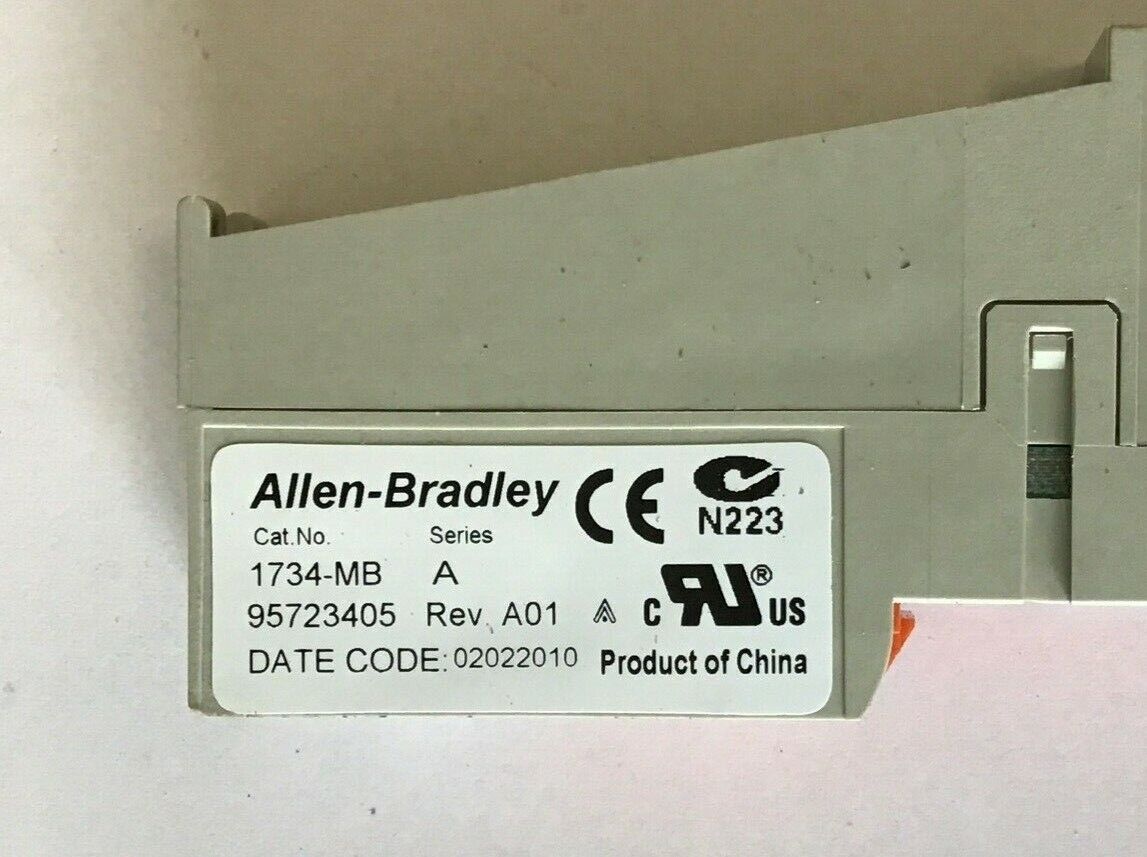 Allen-Bradley CE
N223
Cat.No. Series
1734-MB A
95723405 Rev. A01 C RU® US
DATE CODE: 02022010 Product of China